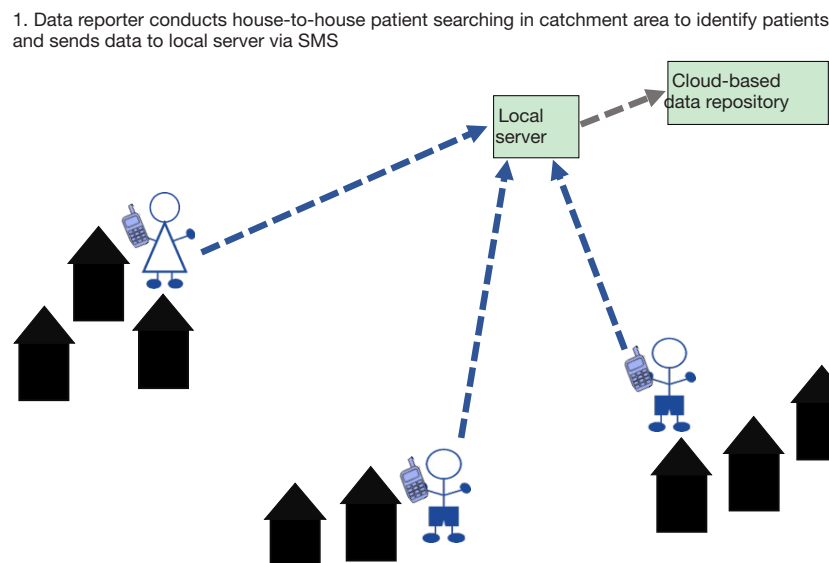 1. Data reporter conducts house-to-house patient searching in catchment area to identify patients
and sends data to local server via SMS
Cloud-based
data repository
Local
server